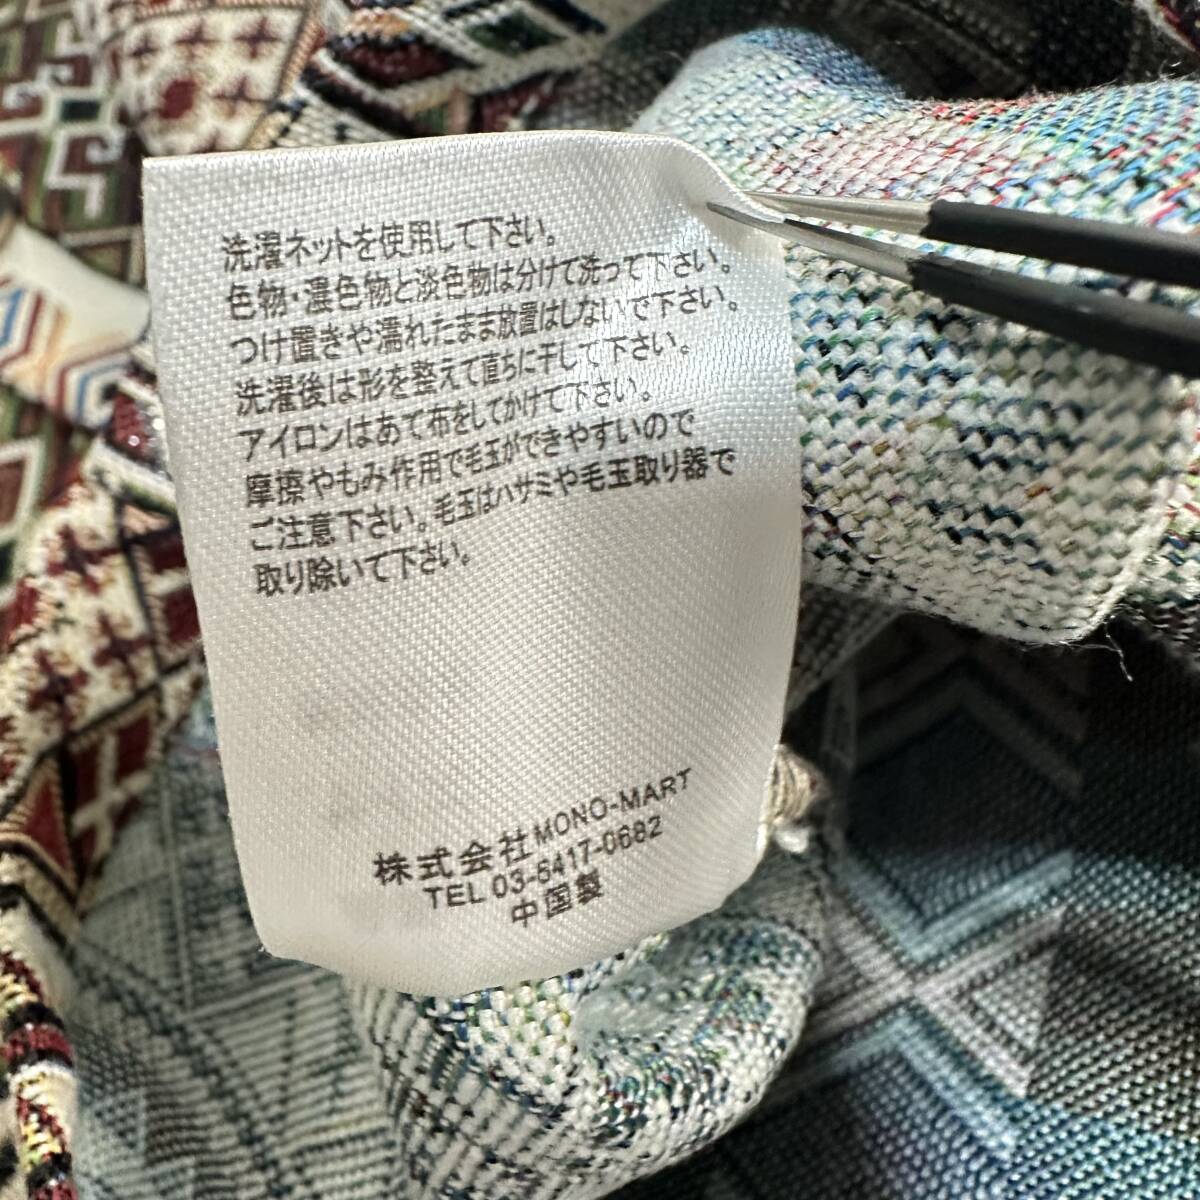 洗濯ネットを使用して下さい。
色物・濃色物と淡色物は分けて洗って下さい。
つけ置きや濡れたまま放置はしないで下さい。
洗濯後は形を整えて直ちに干して下さい。
アイロンはあて布をしてかけて下さい。
摩擦やもみ作用で毛玉ができやすいので
ご注意下さい。毛玉はハサミや毛玉取り器で
取り除いて下さい。
株式会社MONO-MART
TEL 03-6417-0682
中国製